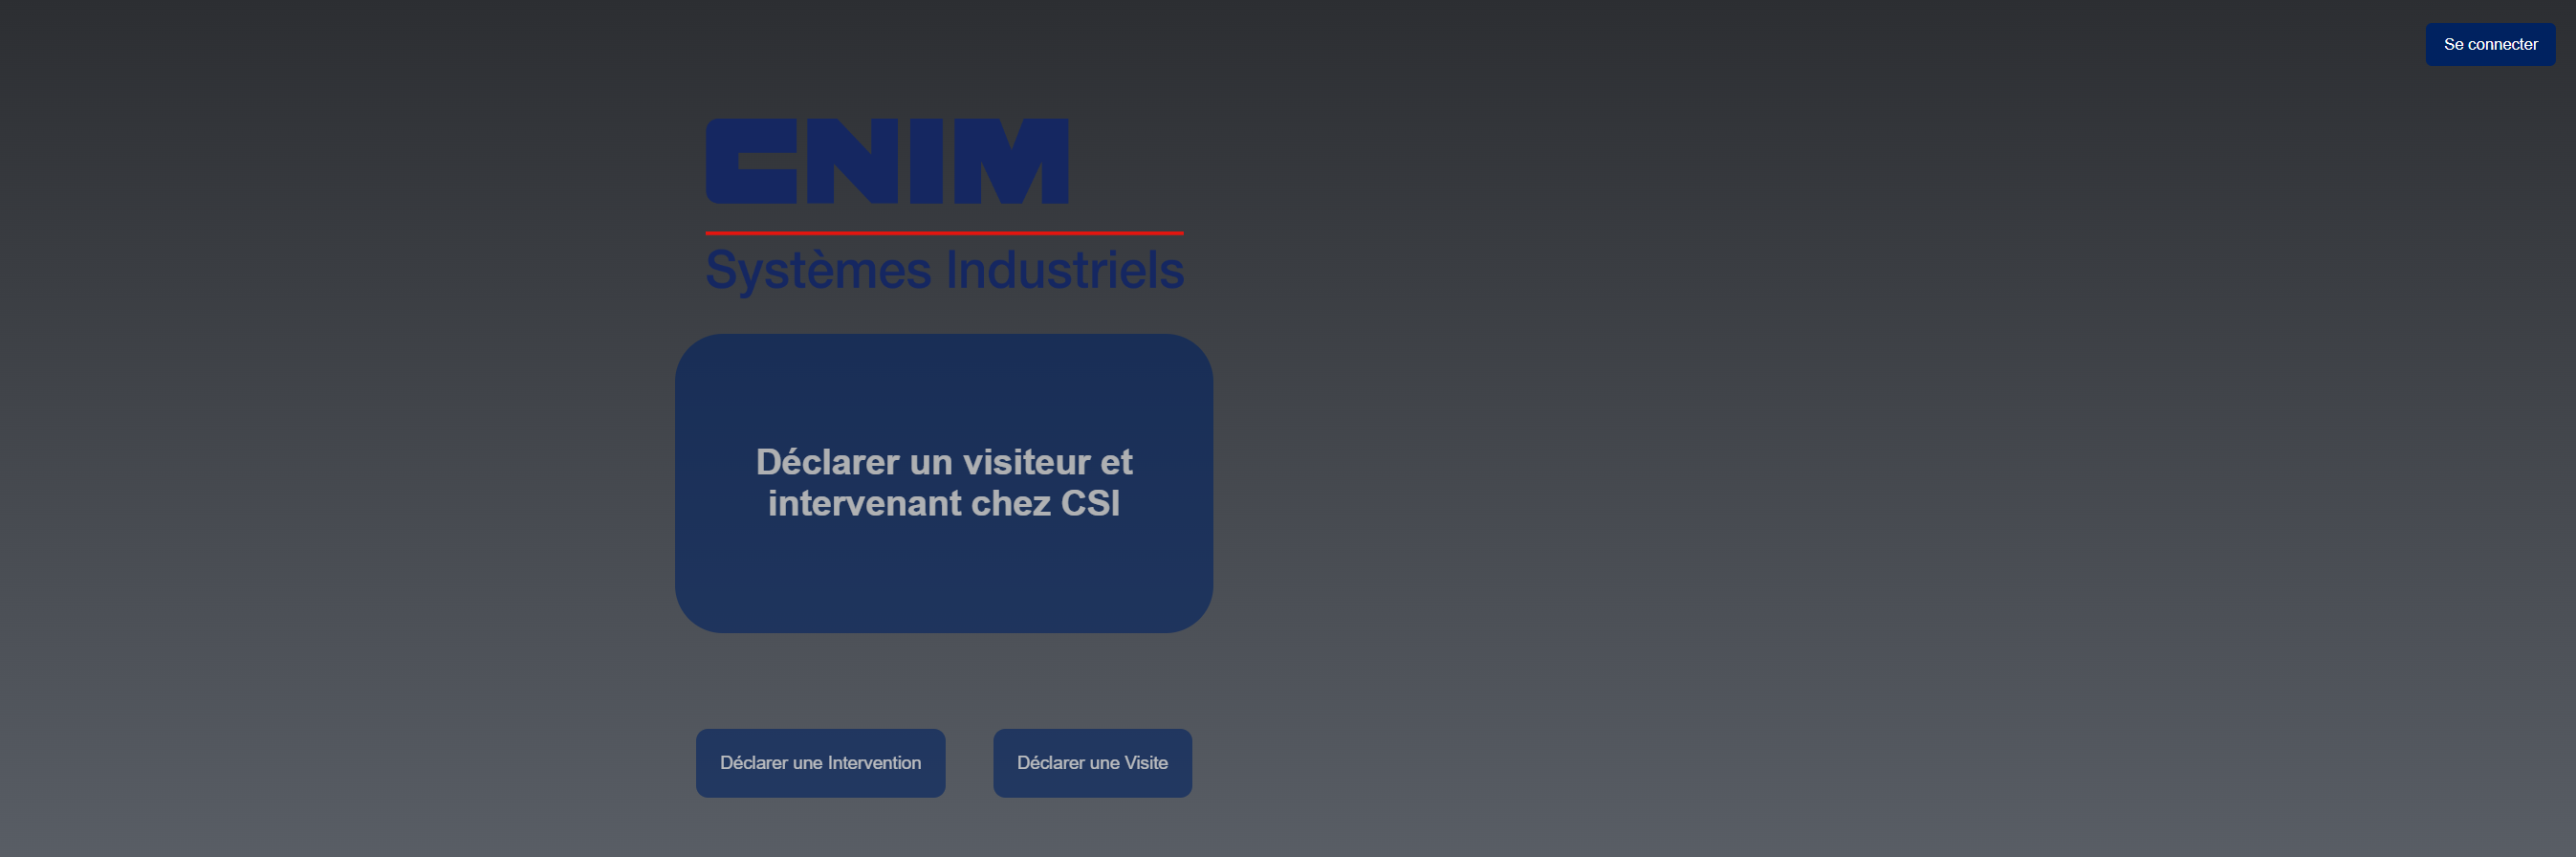 Se connecter
CNIM
Systèmes Industriels
Déclarer un visiteur et
intervenant chez CSI
Déclarer une Intervention
Déclarer une Visite